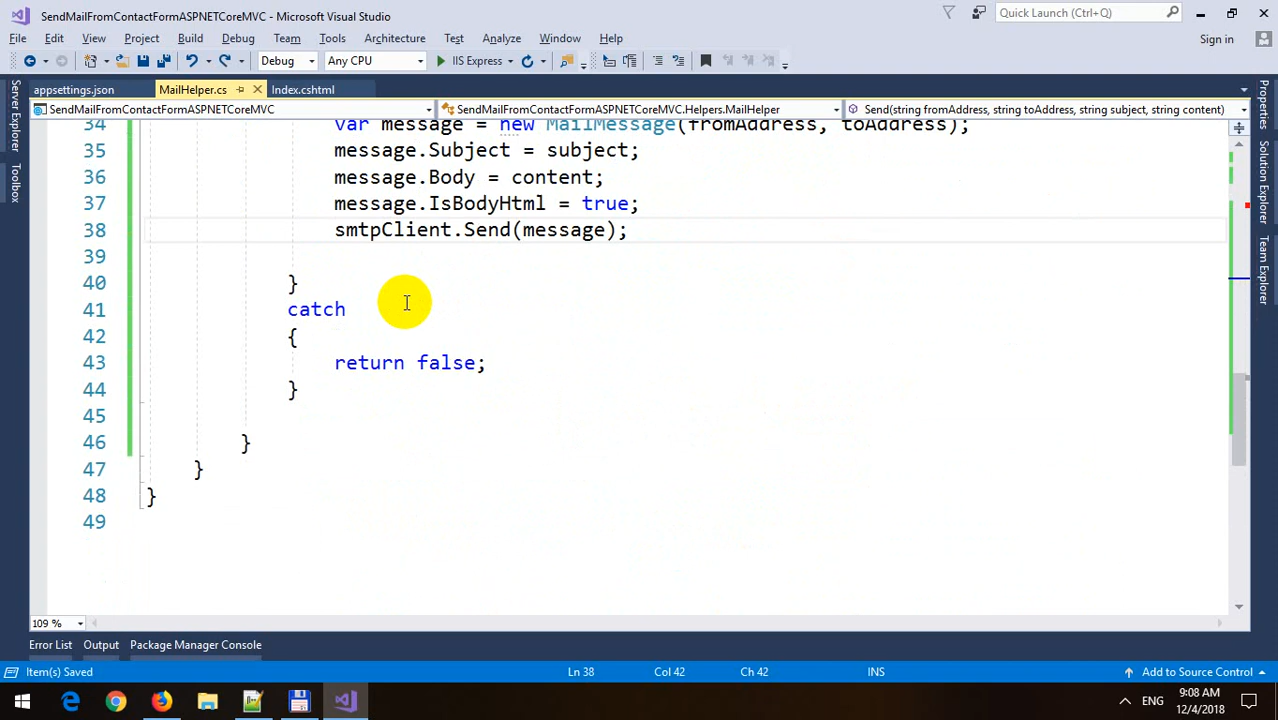 SendMailFromContactFormASPNETCoreMVC - Microsoft Visual Studio
Quick Launch (Ctrl+Q)
File Edit View Project Build Debug Team Tools Architecture Test Analyze Window Help
Sign in
Debug Any CPU IIS Express
appsettings.json MailHelper.cs Index.cshtml
SendMailFromContactFormASPNETCoreMVC SendMailFromContactFormASPNETCoreMVC.Helpers.MailHelper Send(string fromAddress, string toAddress, string subject, string content)
Server Explorer
Toolbox
Properties
Solution Explorer
Team Explorer
34 var message = new MailMessage(fromAddress, toAddress);
35 message.Subject = subject;
36 message.Body = content;
37 message.IsBodyHtml = true;
38 smtpClient.Send(message);
39
40 }
41 catch
42 {
43 return false;
44 }
45
46 }
47 }
48 }
49
109 %
Error List Output Package Manager Console
Item(s) Saved Ln 38 Col 42 Ch 42 INS Add to Source Control
ENG
9:08 AM
12/4/2018